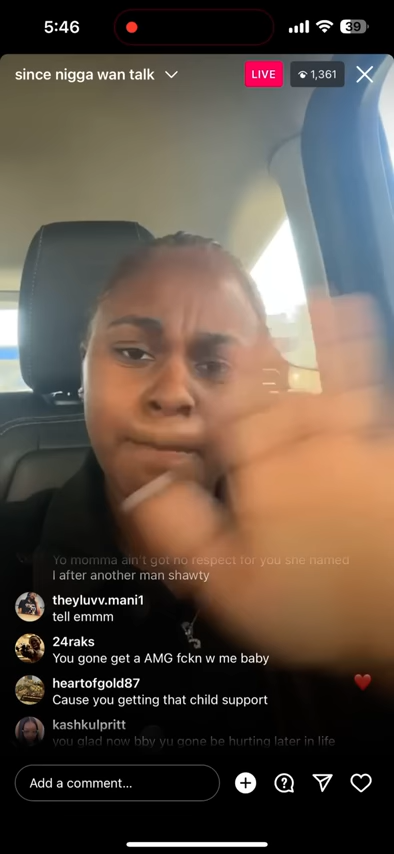 5:46
39
since nigga wan talk
LIVE
1,361
Yo momma ain't got no respect for you she named
I after another man shawty
theyluvv.mani1
tell emmm
24raks
You gone get a AMG fckn w me baby
heartofgold87
Cause you getting that child support
kashkulpritt
you glad now bby yu gone be hurting later in life
Add a comment...